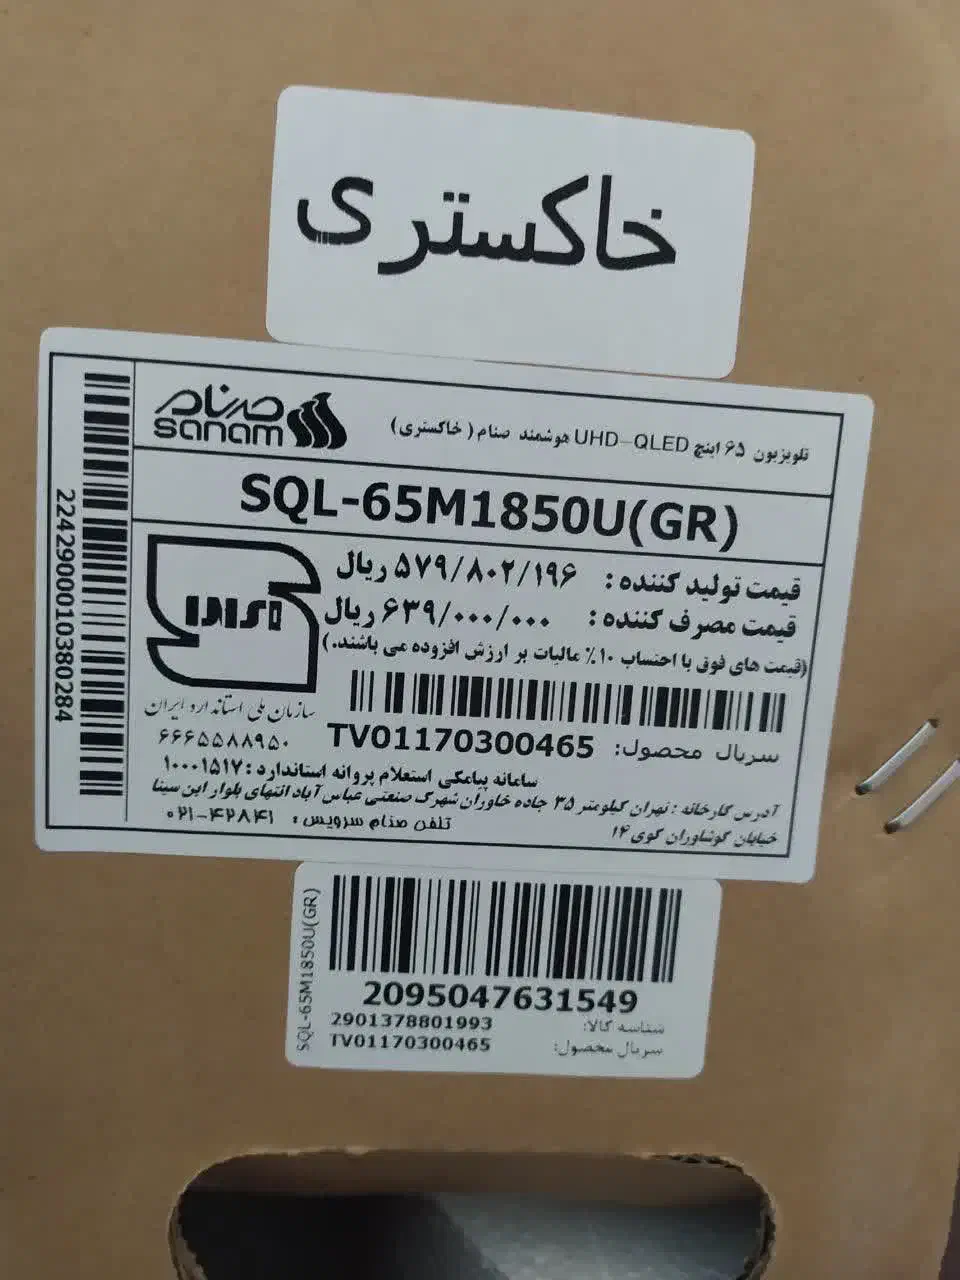 خاکستری
صنام
sanam
تلویزیون ۶۵ اینچ UHD-QLED هوشمند صنام ( خاکستری)
SQL-65M1850U(GR)
قیمت تولید کننده : ۵۷۹/۸۰۲/۱۹۶ ریال
قیمت مصرف کننده : ۶۳۹/۰۰۰/۰۰۰ ریال
(قیمت های فوق با احتساب ۱۰٪ مالیات بر ارزش افزوده می باشند.)
سازمان ملی استاندارد ایران
۶۶۶۵۵۸۸۹۵۰
سریال محصول: TV01170300465
سامانه پیامکی استعلام پروانه استاندارد : ۱۰۰۰۱۵۱۷
آدرس کارخانه : تهران کیلومتر ۳۵ جاده خاوران شهرک صنعتی عباس آباد انتهای بلوار ابن سینا
خیابان کوشاوران کوی ۱۴
تلفن صنام سرویس : ۰۲۱-۴۲۸۴۱
2242900010380284
SQL-65M1850U(GR)
2095047631549
شناسه کالا: 2901378801993
سریال محصول: TV01170300465